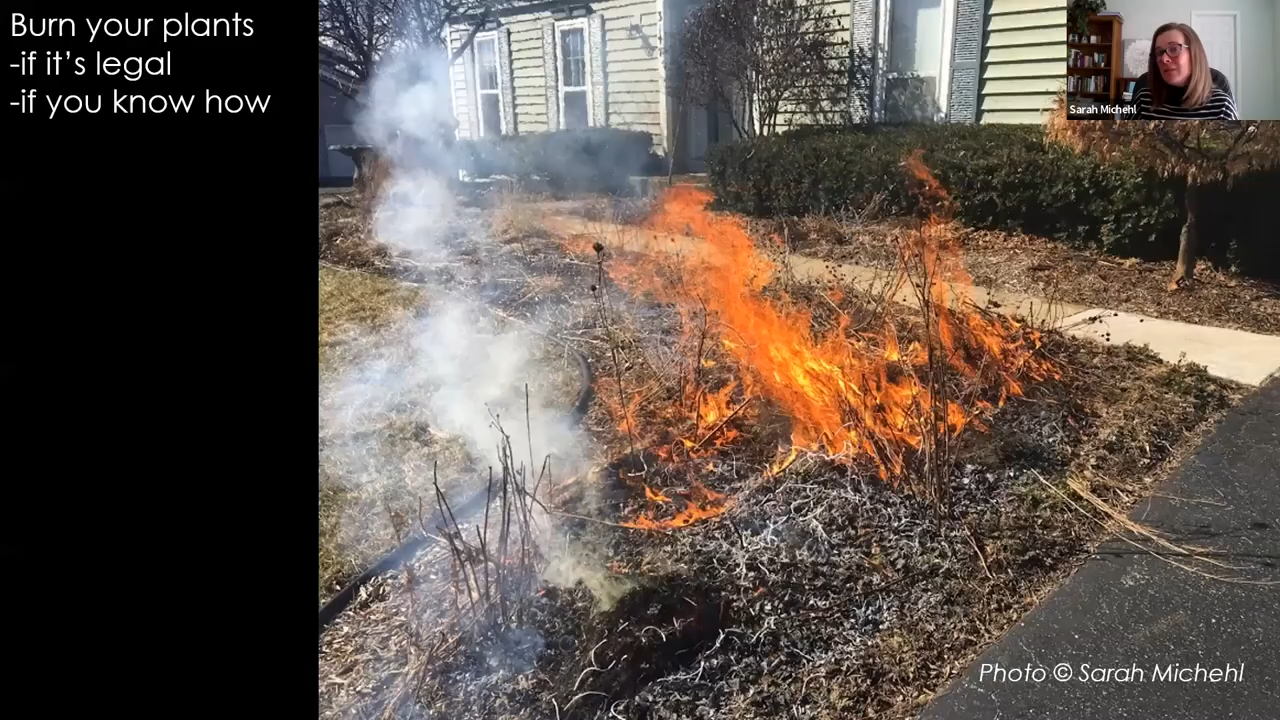 Burn your plants
-if it's legal
-if you know how
Sarah Michehl
Photo © Sarah Michehl